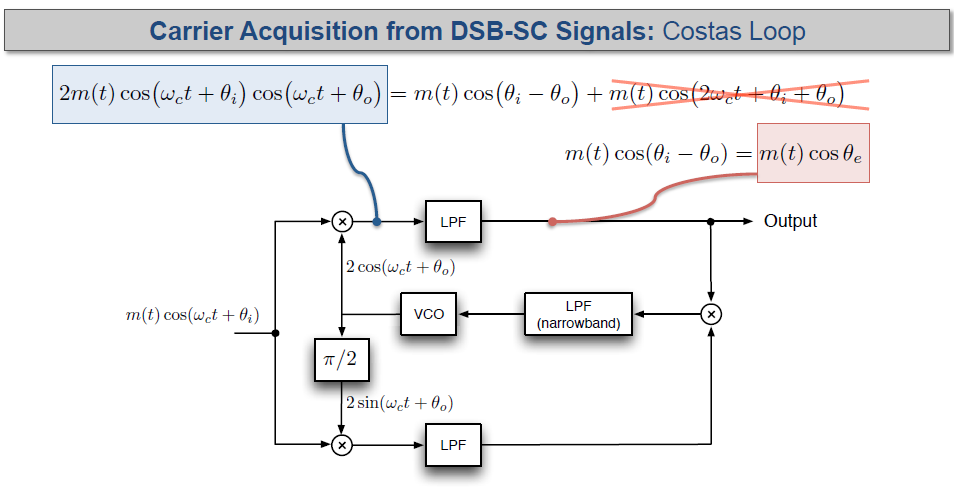 Carrier Acquisition from DSB-SC Signals: Costas Loop
2m(t) cos(ω_c t + θ_i) cos(ω_c t + θ_o) = m(t) cos(θ_i − θ_o) + m(t) cos(2ω_c t + θ_i + θ_o)
m(t) cos(θ_i − θ_o) = m(t) cos θ_e
LPF
Output
2 cos(ω_c t + θ_o)
m(t) cos(ω_c t + θ_i)
VCO
LPF
(narrowband)
π/2
2 sin(ω_c t + θ_o)
LPF